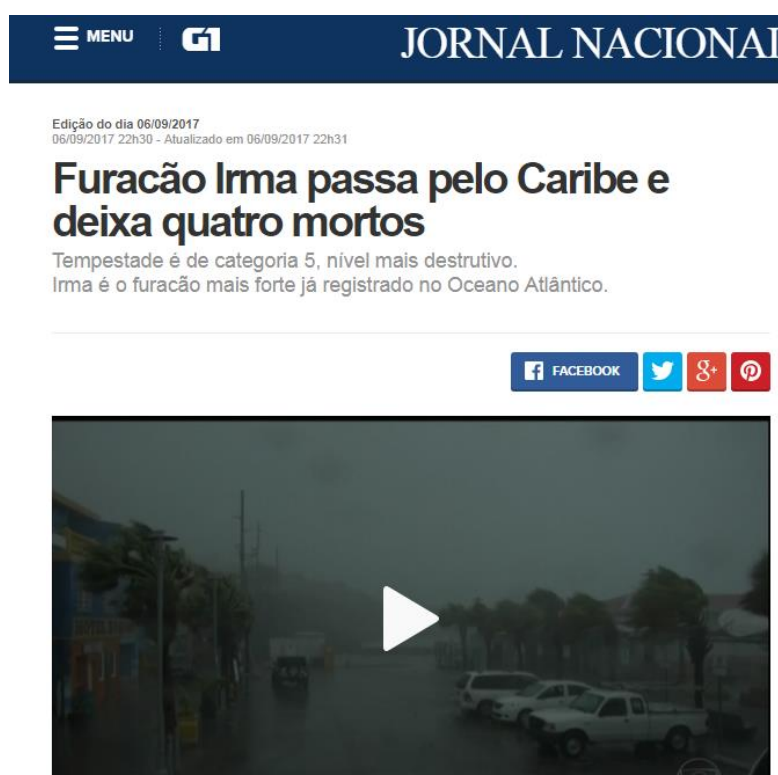 MENU G1 JORNAL NACIONAL
Edição do dia 06/09/2017
06/09/2017 22h30 - Atualizado em 06/09/2017 22h31
Furacão Irma passa pelo Caribe e
deixa quatro mortos
Tempestade é de categoria 5, nível mais destrutivo.
Irma é o furacão mais forte já registrado no Oceano Atlântico.
FACEBOOK g+